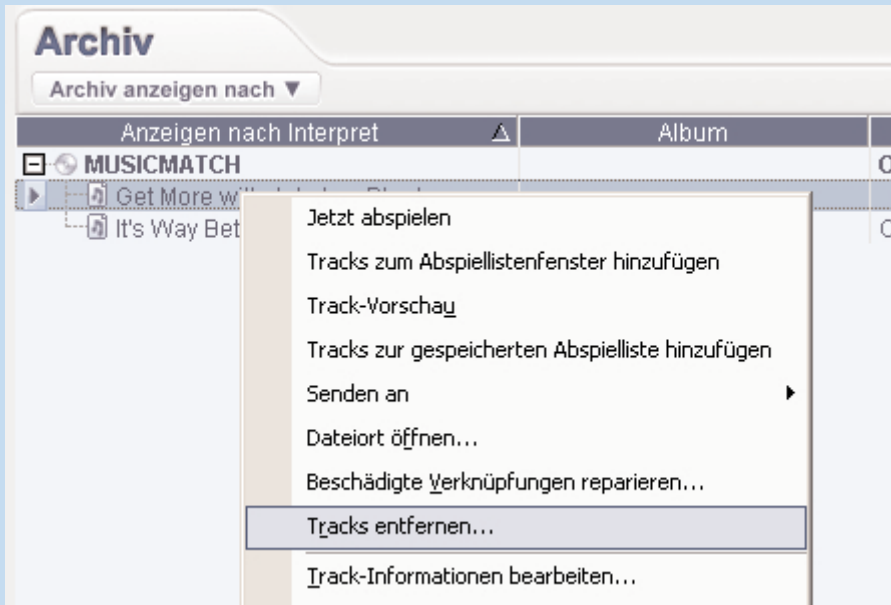 Archiv
Archiv anzeigen nach ▼
Anzeigen nach Interpret Album
MUSICMATCH
Get More
It's Way
Jetzt abspielen
Tracks zum Abspiellistenfenster hinzufügen
Track-Vorschau
Tracks zur gespeicherten Abspielliste hinzufügen
Senden an
Dateiort öffnen...
Beschädigte Verknüpfungen reparieren...
Tracks entfernen...
Track-Informationen bearbeiten...